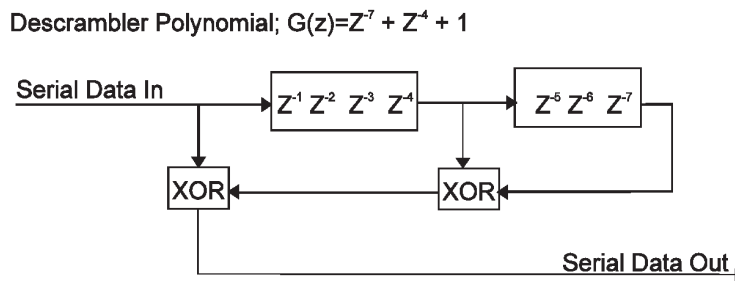 Descrambler Polynomial; G(z)=Z⁻⁷ + Z⁻⁴ + 1
Serial Data In
Z⁻¹ Z⁻² Z⁻³ Z⁻⁴
Z⁻⁵ Z⁻⁶ Z⁻⁷
XOR
XOR
Serial Data Out